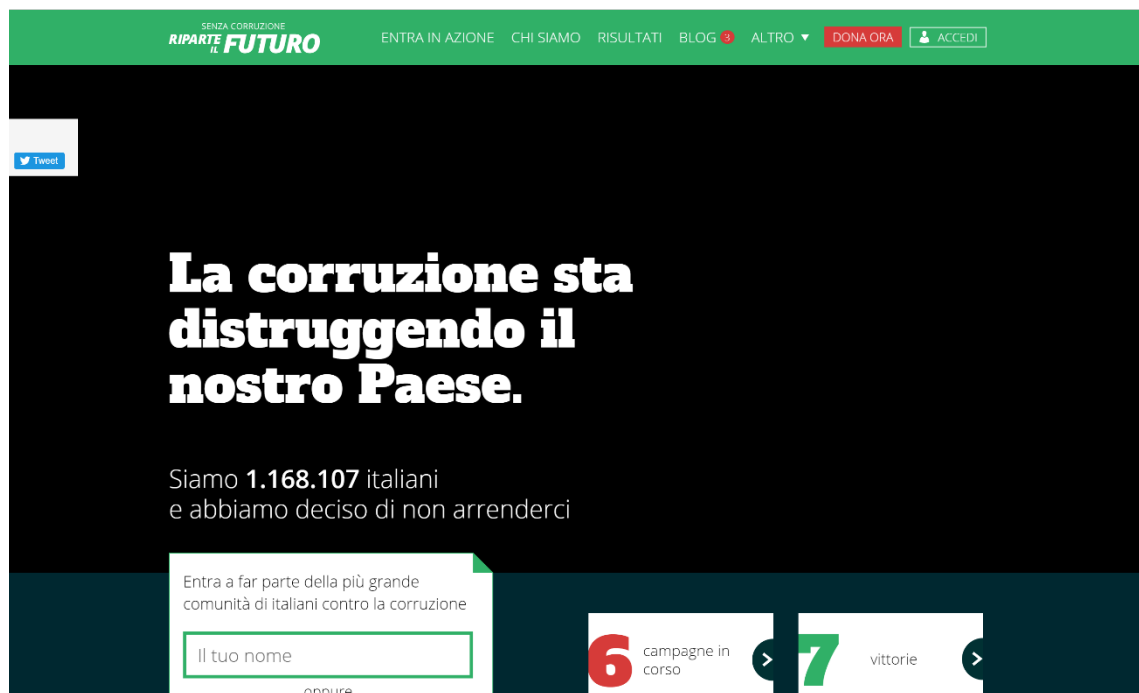 SENZA CORRUZIONE
RIPARTE
IL FUTURO
ENTRA IN AZIONE CHI SIAMO RISULTATI BLOG 3 ALTRO ▼ DONA ORA ACCEDI
Tweet
La corruzione sta
distruggendo il
nostro Paese.
Siamo 1.168.107 italiani
e abbiamo deciso di non arrenderci
Entra a far parte della più grande
comunità di italiani contro la corruzione
Il tuo nome
oppure
6 campagne in
corso
7 vittorie